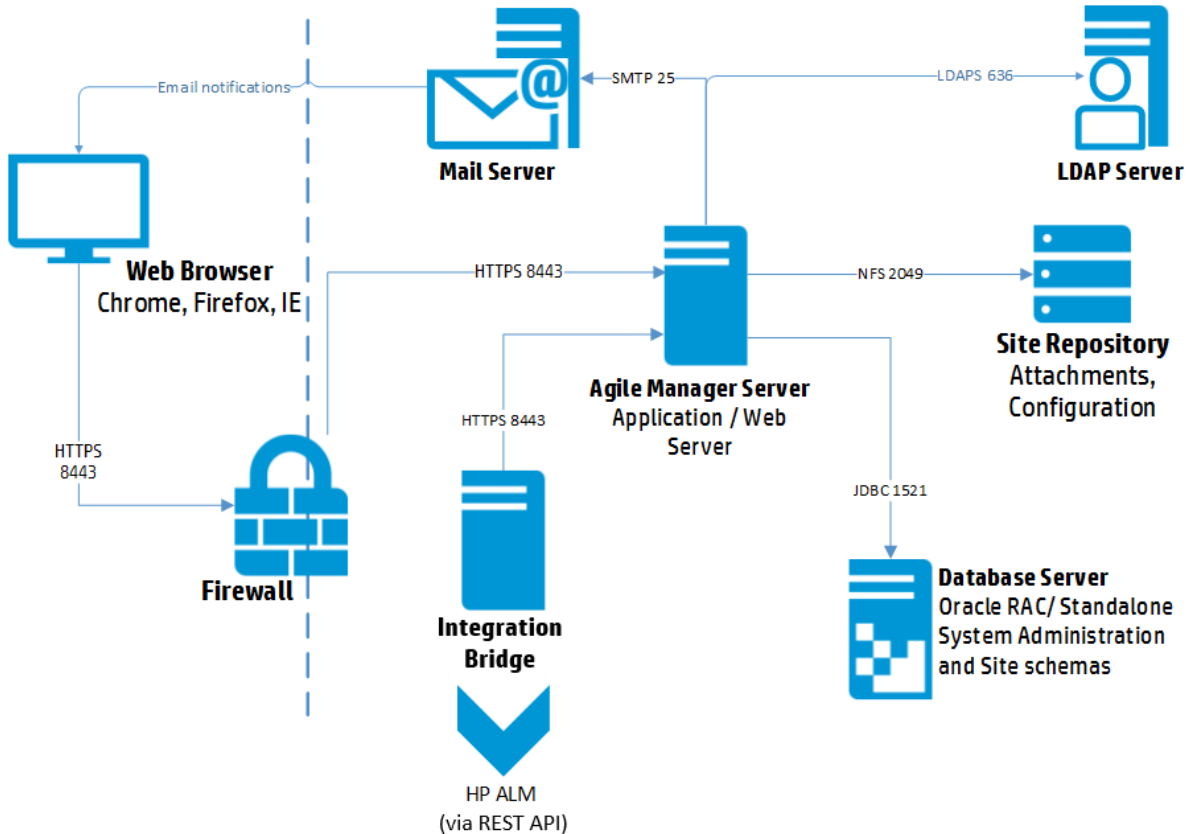 SMTP 25
LDAPS 636
Email notifications
Mail Server
LDAP Server
Web Browser
Chrome, Firefox, IE
HTTPS 8443
NFS 2049
Site Repository
Attachments,
Configuration
Agile Manager Server
Application / Web
Server
HTTPS 8443
HTTPS
8443
JDBC 1521
Firewall
Database Server
Oracle RAC/ Standalone
System Administration
and Site schemas
Integration
Bridge
HP ALM
(via REST API)